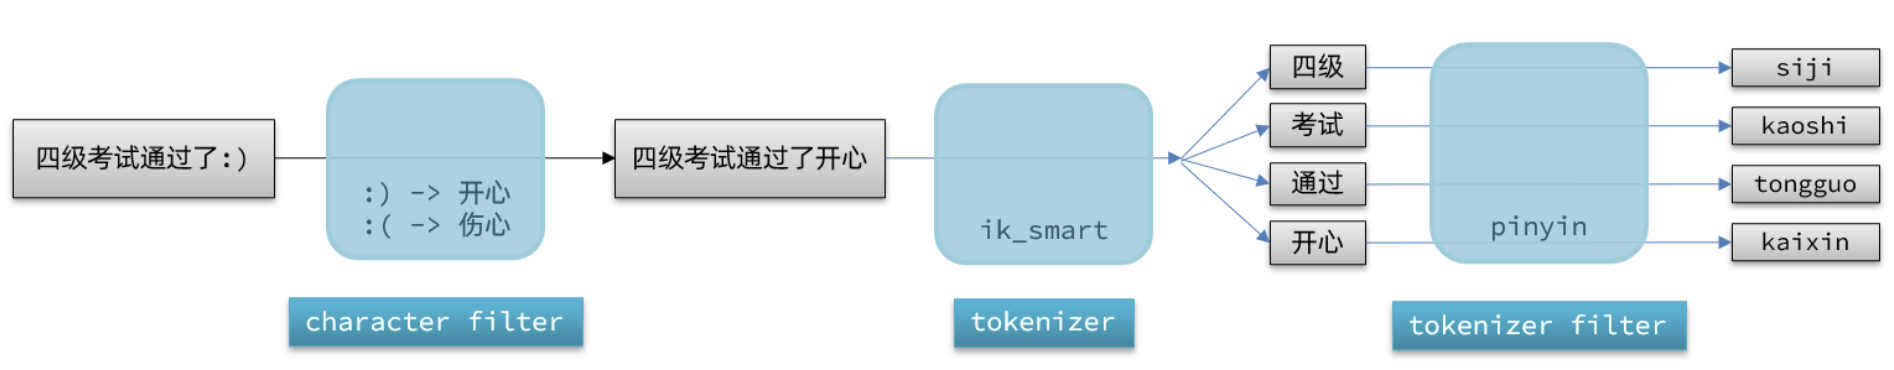 四级考试通过了:)
:) -> 开心
:( -> 伤心
character filter
四级考试通过了开心
ik_smart
tokenizer
四级
考试
通过
开心
pinyin
tokenizer filter
siji
kaoshi
tongguo
kaixin